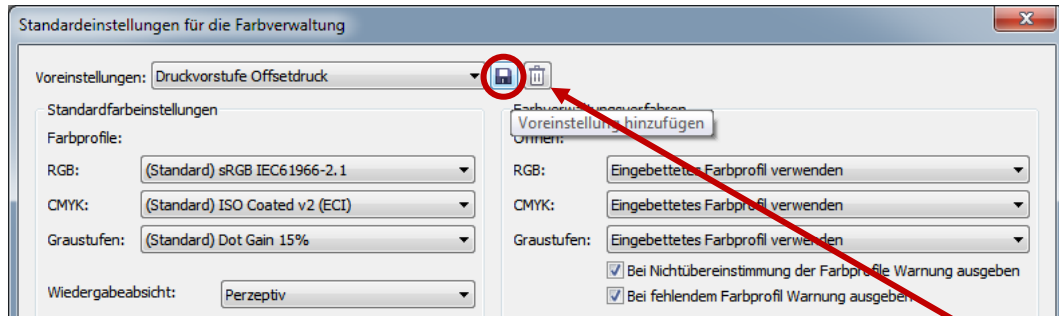 Standardeinstellungen für die Farbverwaltung
Voreinstellungen: Druckvorstufe Offsetdruck
Standardfarbeinstellungen
Farbprofile:
RGB: (Standard) sRGB IEC61966-2.1
CMYK: (Standard) ISO Coated v2 (ECI)
Graustufen: (Standard) Dot Gain 15%
Wiedergabeabsicht: Perzeptiv
Farbverwaltungsverfahren
Voreinstellung hinzufügen
Öffnen:
RGB: Eingebettetes Farbprofil verwenden
CMYK: Eingebettetes Farbprofil verwenden
Graustufen: Eingebettetes Farbprofil verwenden
Bei Nichtübereinstimmung der Farbprofile Warnung ausgeben
Bei fehlendem Farbprofil Warnung ausgeben